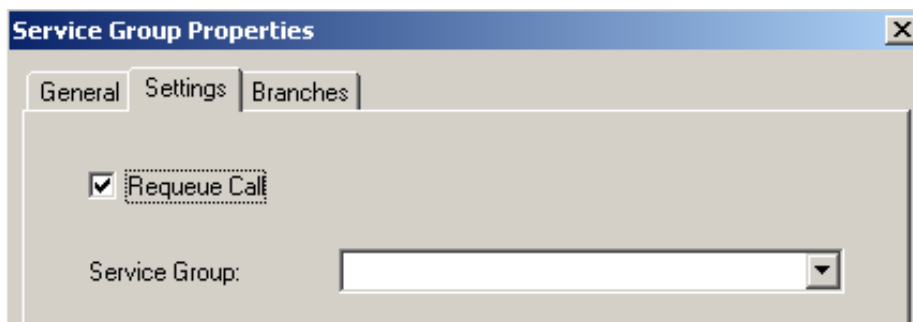 Service Group Properties
General Settings Branches
Requeue Call
Service Group: